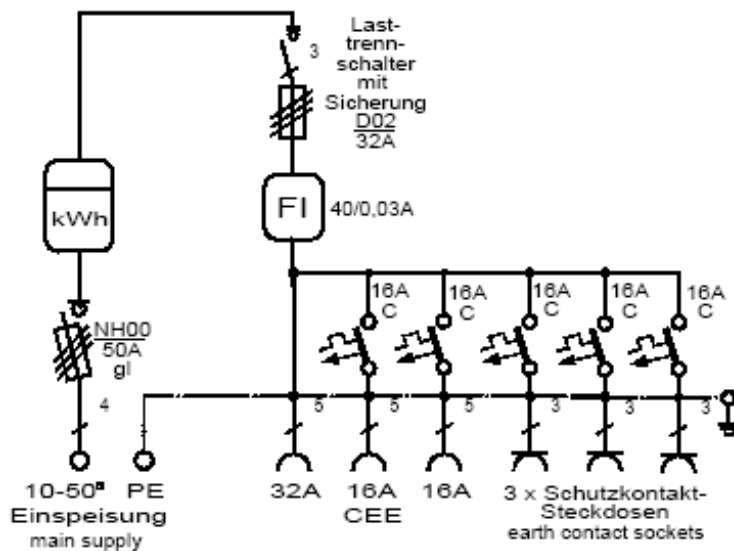 Last-
trenn-
schalter
mit
Sicherung
D02
32A
3
kWh
FI
40/0,03A
NH00
50A
gl
16A
C
16A
C
16A
C
16A
C
16A
C
4
5
5
5
3
3
3
10-50² PE
Einspeisung
main supply
32A
16A
CEE
16A
3 x Schutzkontakt-
Steckdosen
earth contact sockets